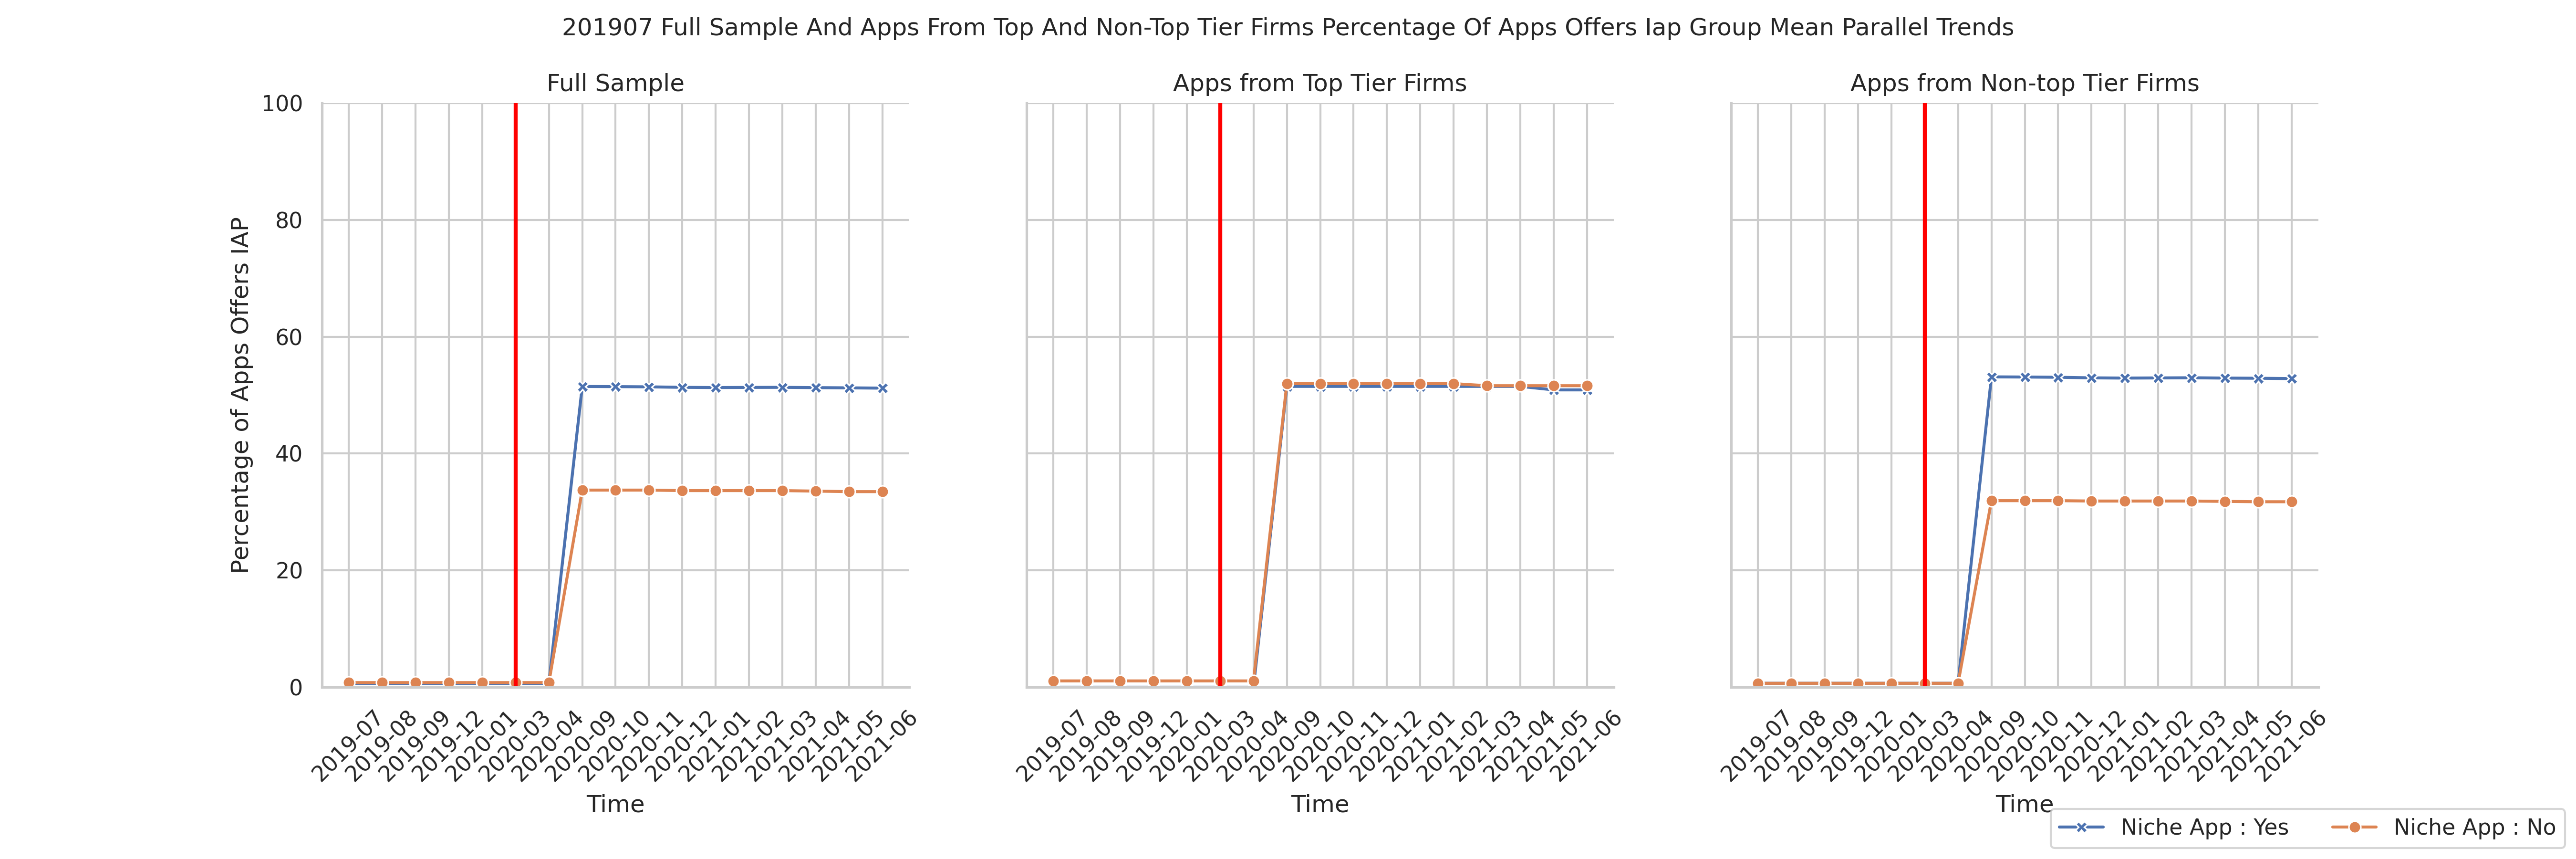 201907 Full Sample And Apps From Top And Non-Top Tier Firms Percentage Of Apps Offers Iap Group Mean Parallel Trends
Full Sample
Apps from Top Tier Firms
Apps from Non-top Tier Firms
Percentage of Apps Offers IAP
100
80
60
40
20
0
2019-07 2019-08 2019-09 2019-12 2020-01 2020-03 2020-04 2020-09 2020-10 2020-11 2020-12 2021-01 2021-02 2021-03 2021-04 2021-05 2021-06
2019-07 2019-08 2019-09 2019-12 2020-01 2020-03 2020-04 2020-09 2020-10 2020-11 2020-12 2021-01 2021-02 2021-03 2021-04 2021-05 2021-06
2019-07 2019-08 2019-09 2019-12 2020-01 2020-03 2020-04 2020-09 2020-10 2020-11 2020-12 2021-01 2021-02 2021-03 2021-04 2021-05 2021-06
Time
Time
Time
Niche App : Yes
Niche App : No